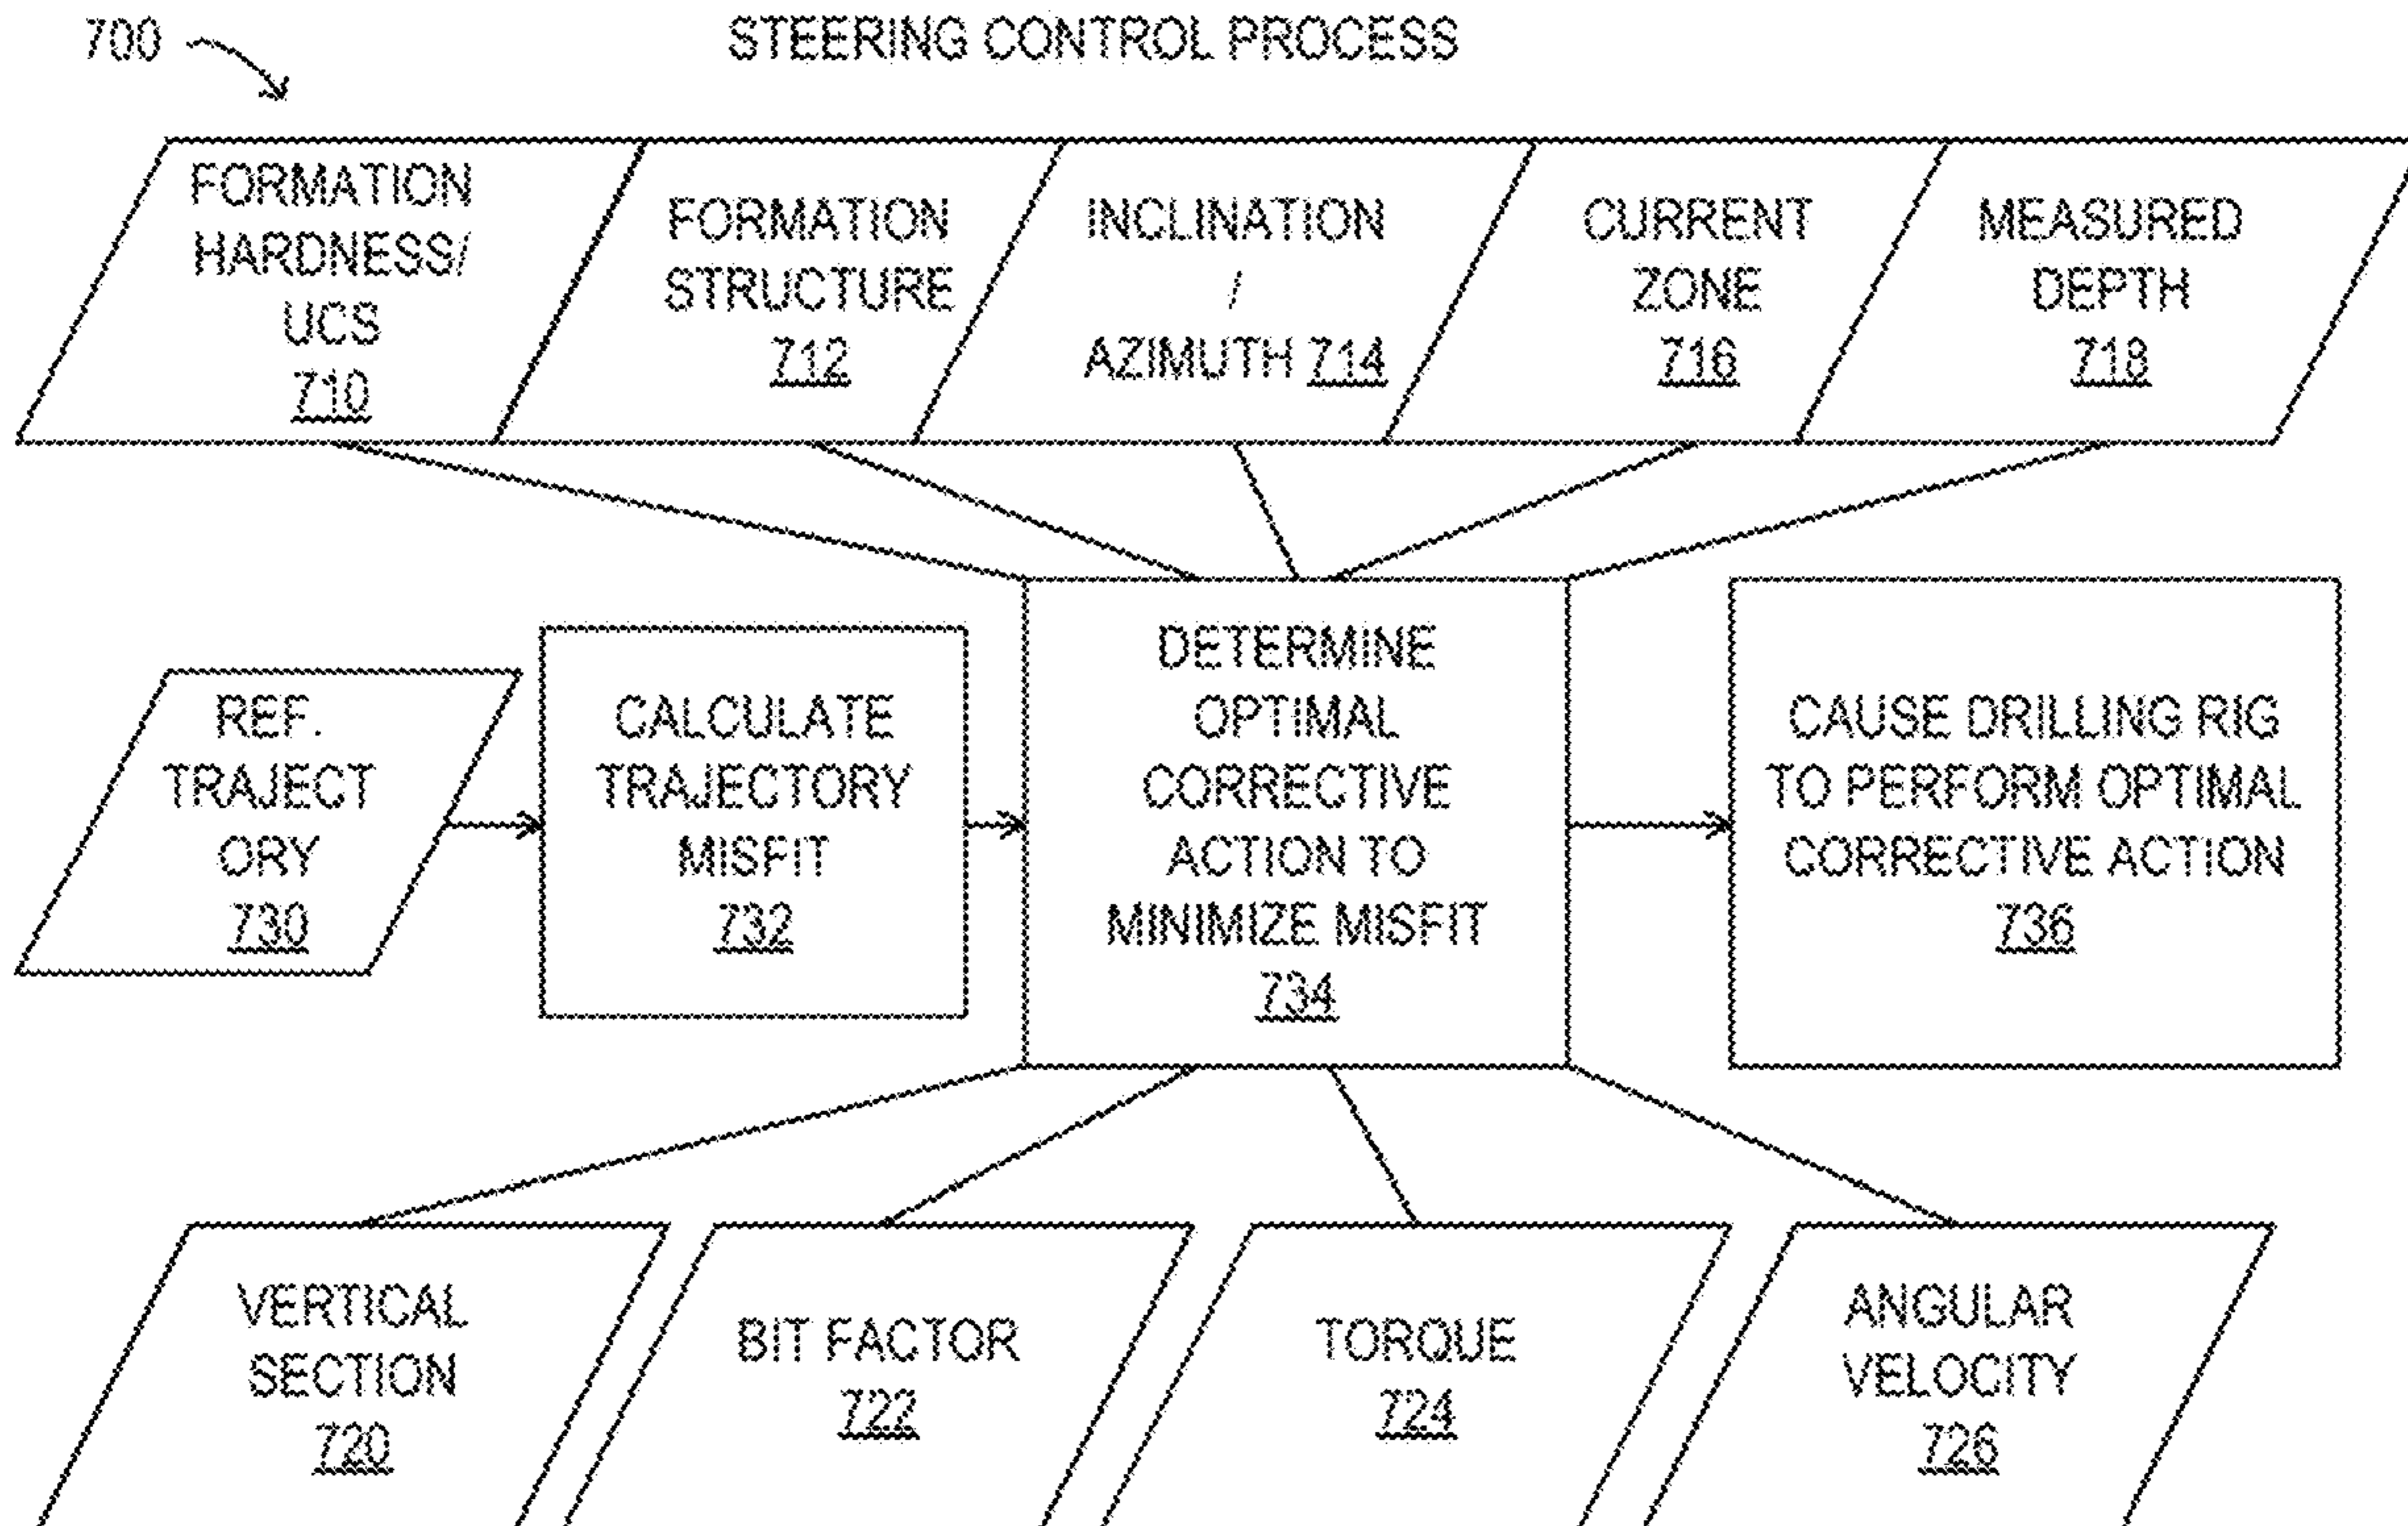 700
STEERING CONTROL PROCESS
FORMATION
HARDNESS/
UCS
710
FORMATION
STRUCTURE
712
INCLINATION
/
AZIMUTH 714
CURRENT
ZONE
716
MEASURED
DEPTH
718
REF.
TRAJECT
ORY
730
CALCULATE
TRAJECTORY
MISFIT
732
DETERMINE
OPTIMAL
CORRECTIVE
ACTION TO
MINIMIZE MISFIT
734
CAUSE DRILLING RIG
TO PERFORM OPTIMAL
CORRECTIVE ACTION
736
VERTICAL
SECTION
720
BIT FACTOR
722
TORQUE
724
ANGULAR
VELOCITY
726